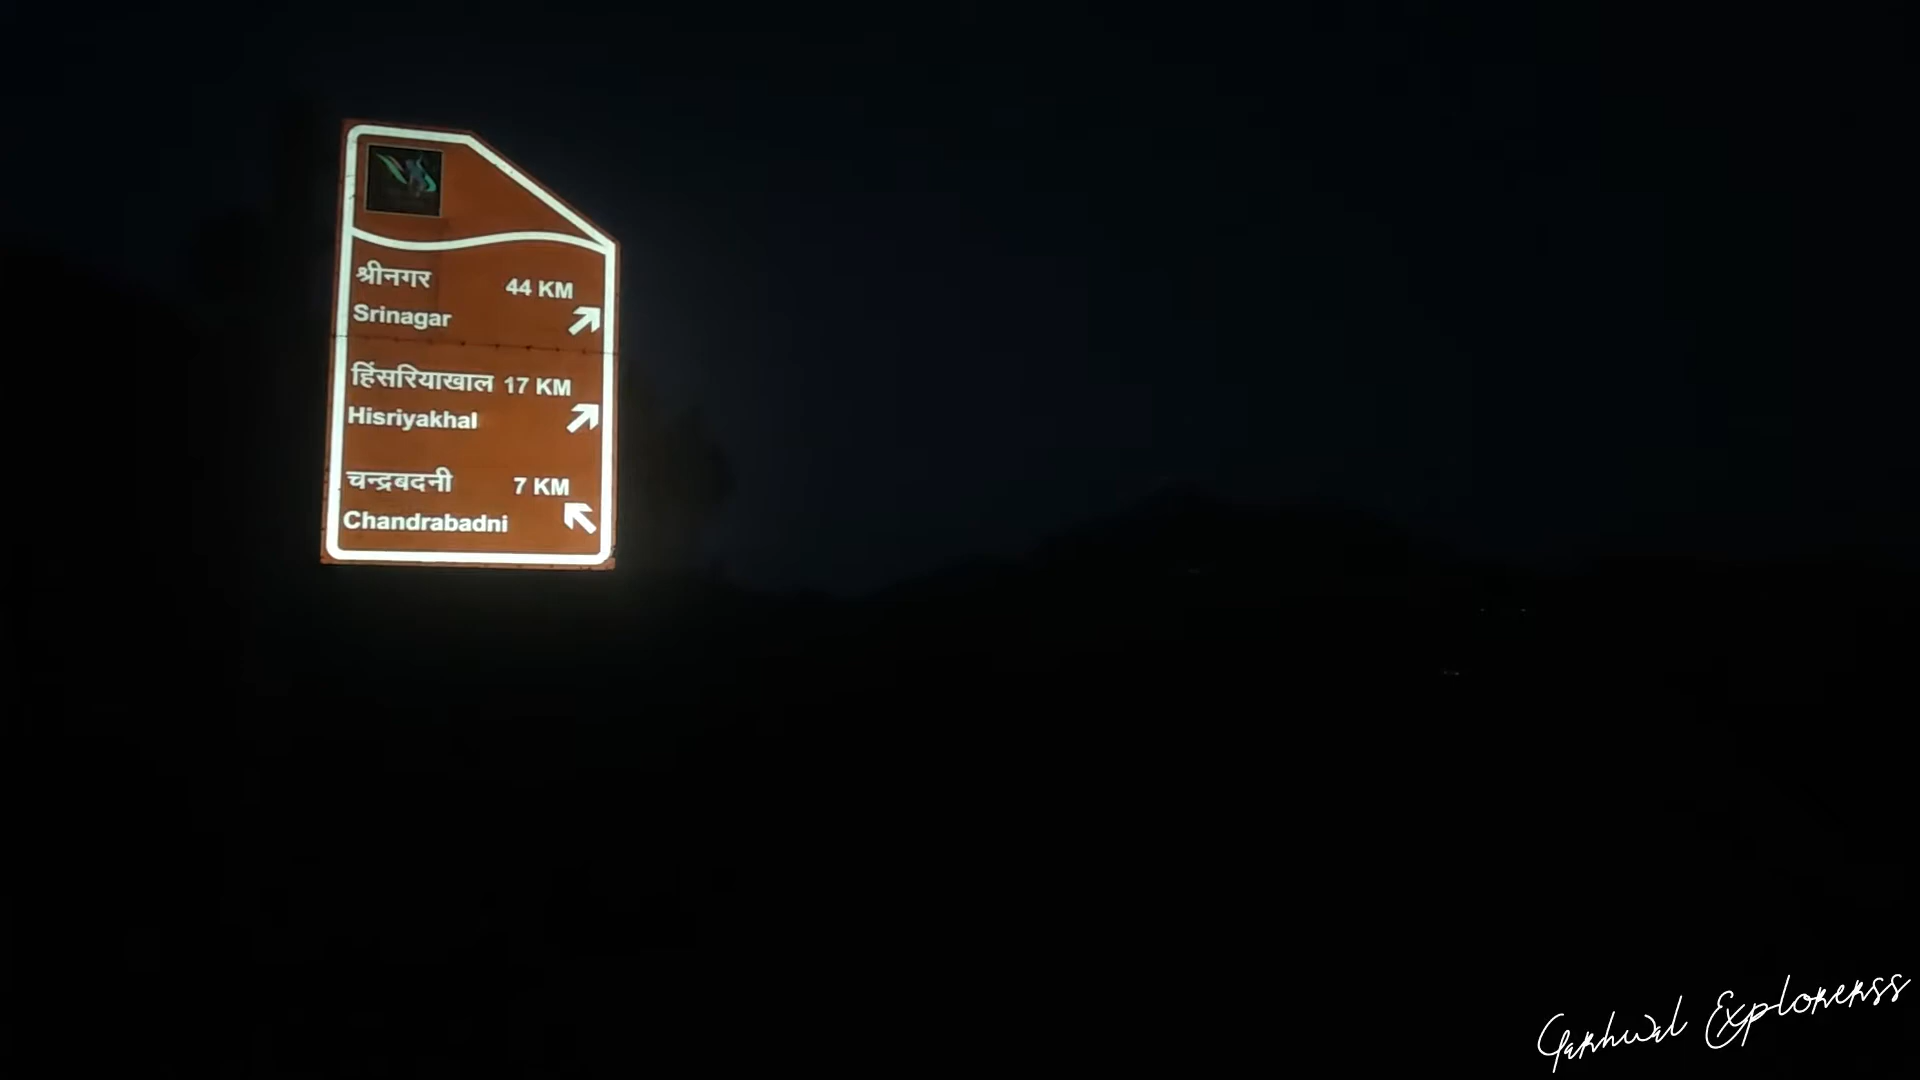 श्रीनगर 44 KM
Srinagar
हिंसरियाखाल 17 KM
Hisriyakhal
चन्द्रबदनी 7 KM
Chandrabadni
Garhwal Explorerss